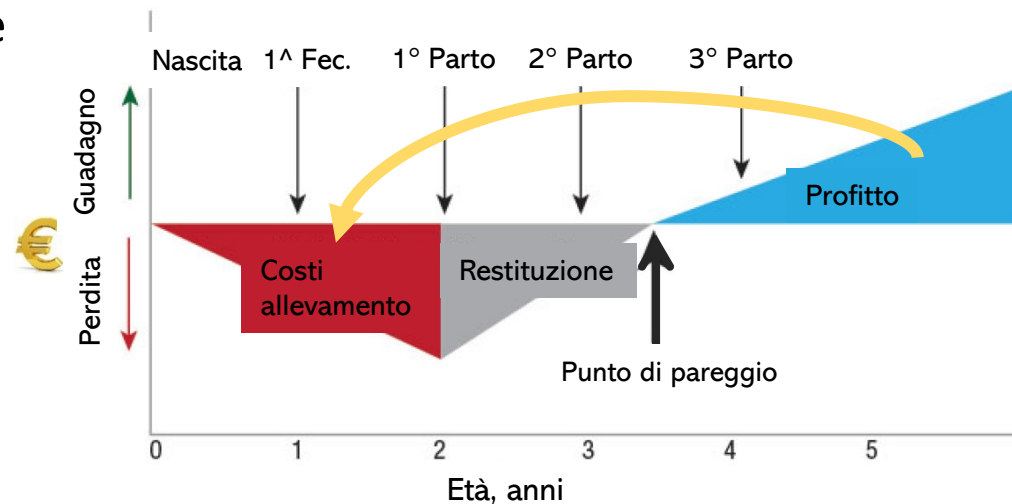 e
Nascita 1^ Fec. 1° Parto 2° Parto 3° Parto
Guadagno
Perdita
€
Profitto
Costi
allevamento
Restituzione
Punto di pareggio
0 1 2 3 4 5
Età, anni